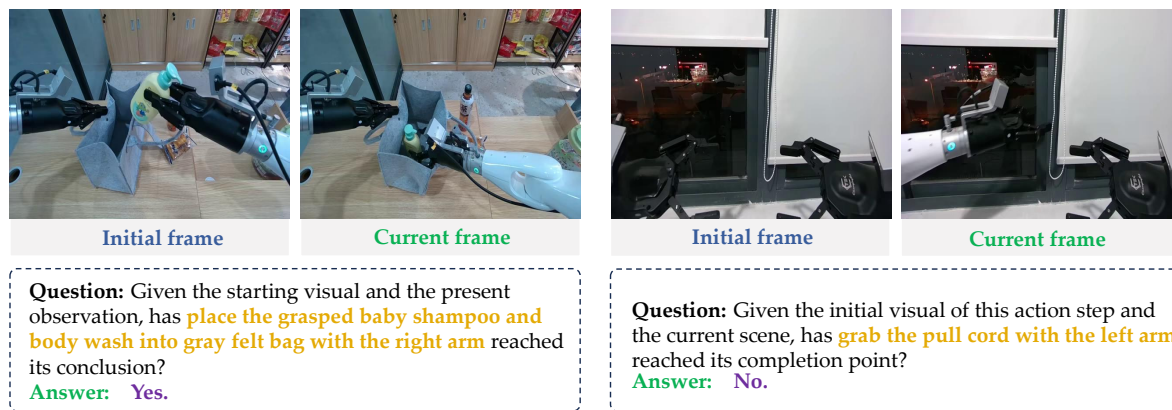 Initial frame
Current frame
Initial frame
Current frame
Question: Given the starting visual and the present
observation, has place the grasped baby shampoo and
body wash into gray felt bag with the right arm reached
its conclusion?
Answer: Yes.
Question: Given the initial visual of this action step and
the current scene, has grab the pull cord with the left arm
reached its completion point?
Answer: No.